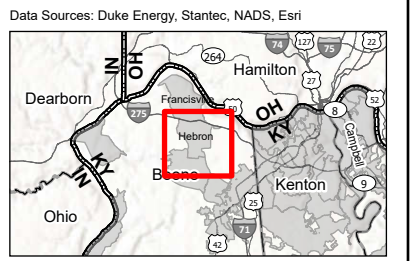 Data Sources: Duke Energy, Stantec, NADS, Esri
74
127
75
22
264
Hamilton
27
IN
OH
Dearborn
Francisville
50
OH
52
275
8
KY
Hebron
Campbell
KY
IN
Boone
Kenton
9
25
Ohio
71
42